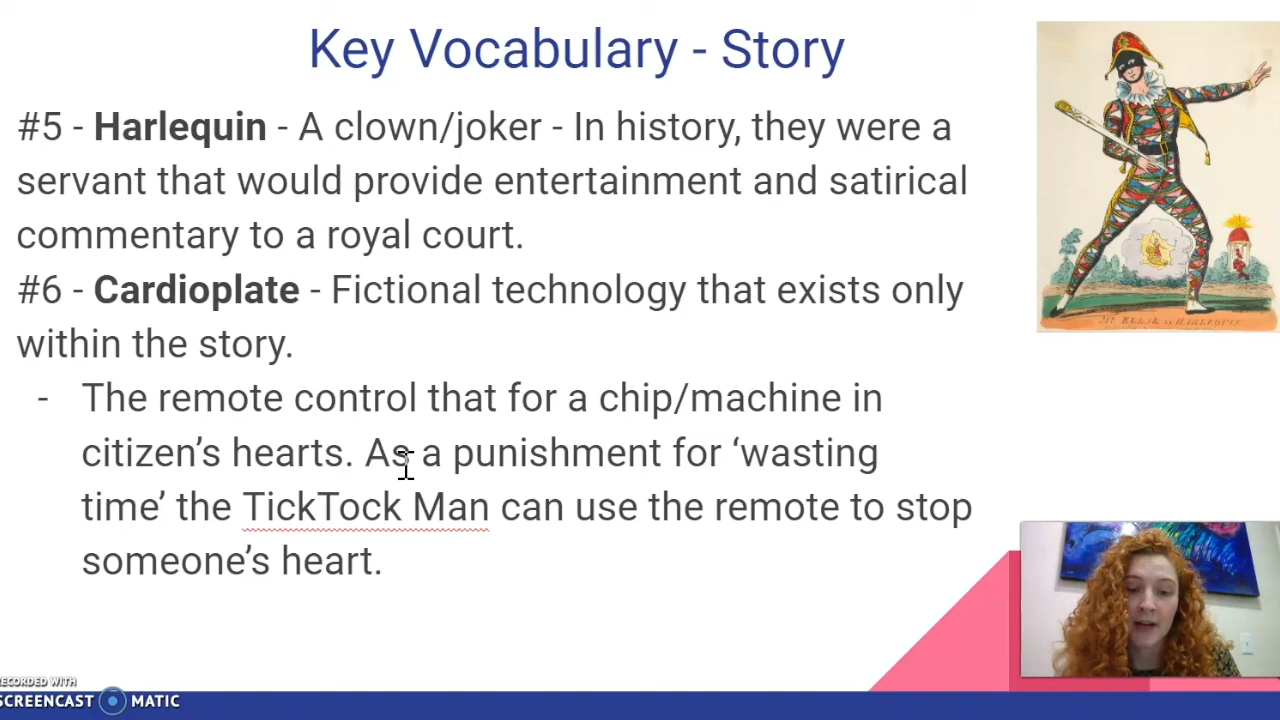 Key Vocabulary - Story
#5 - Harlequin - A clown/joker - In history, they were a
servant that would provide entertainment and satirical
commentary to a royal court.
#6 - Cardioplate - Fictional technology that exists only
within the story.
- The remote control that for a chip/machine in
citizen’s hearts. As a punishment for ‘wasting
time’ the TickTock Man can use the remote to stop
someone’s heart.
HARLEQUIN
RECORDED WITH
SCREENCAST MATIC